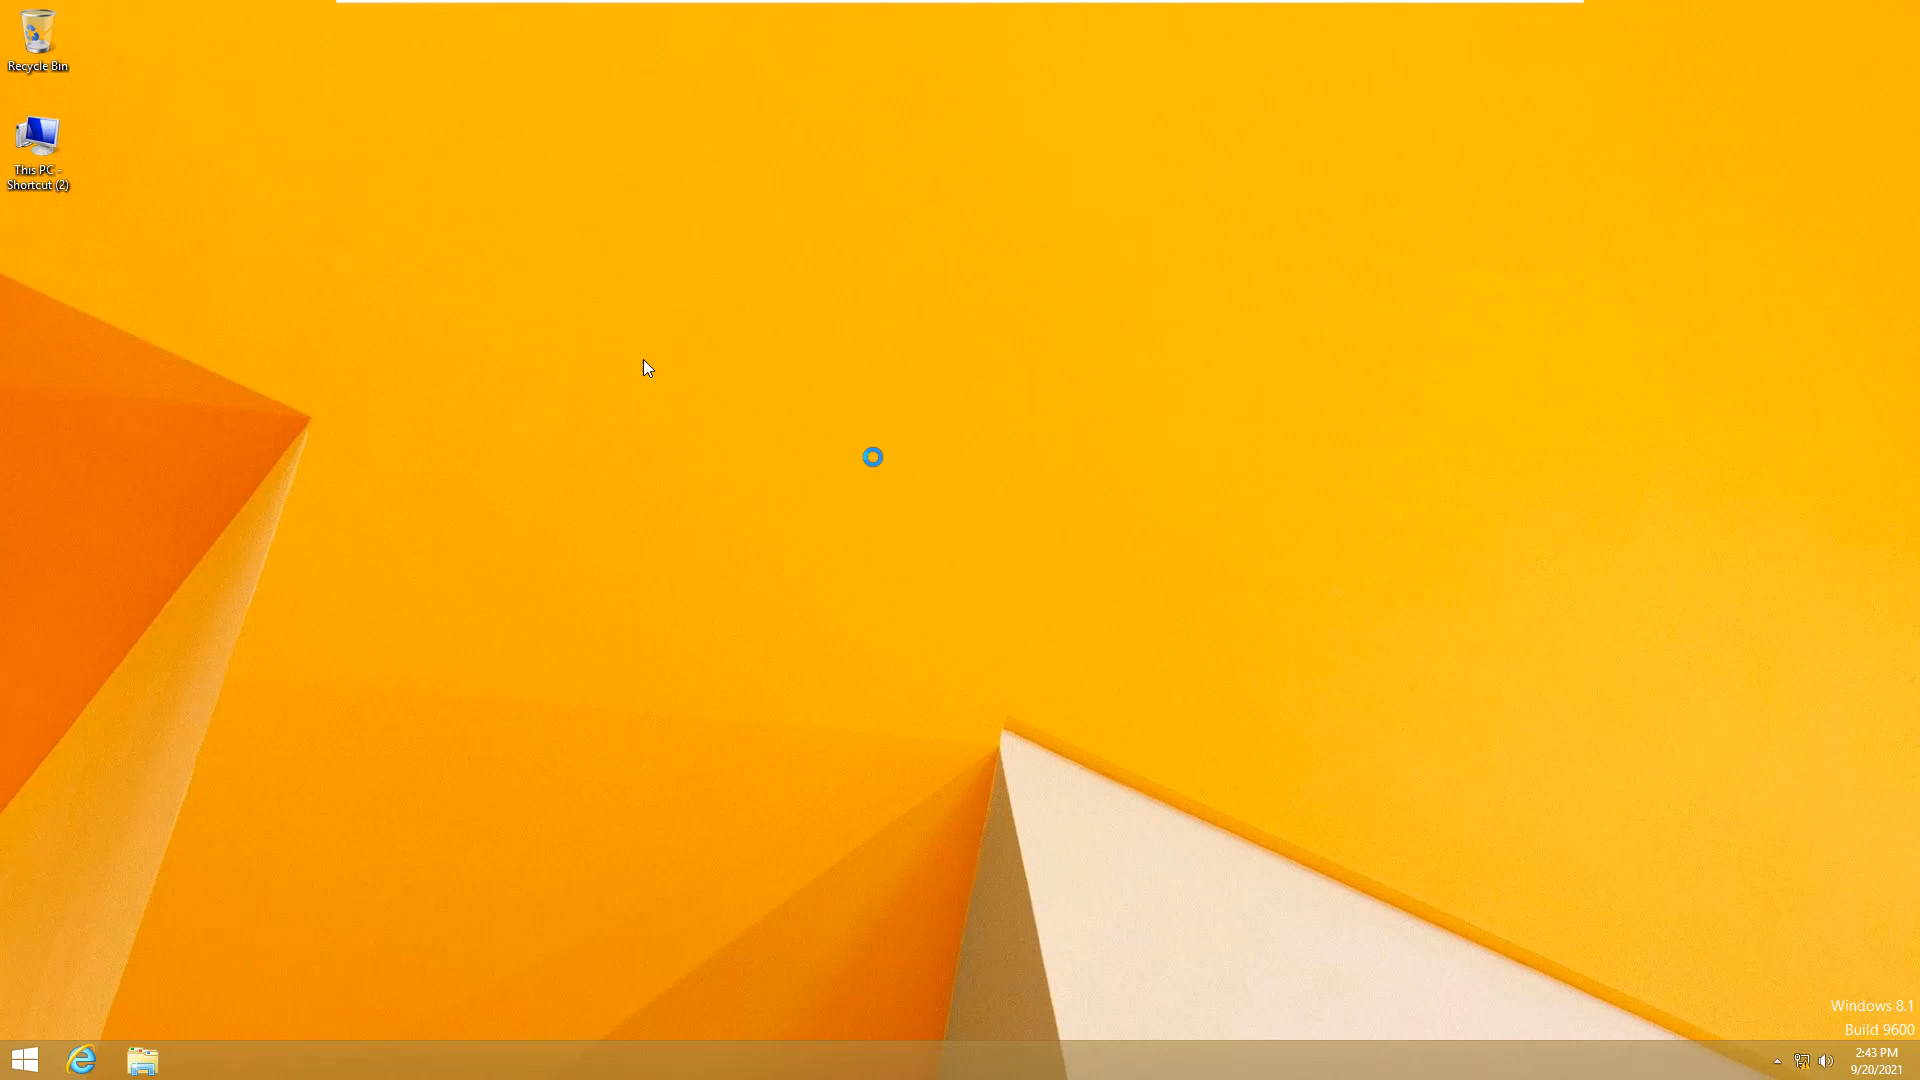 Recycle Bin
This PC -
Shortcut (2)
Windows 8.1
Build 9600
2:43 PM
9/20/2021